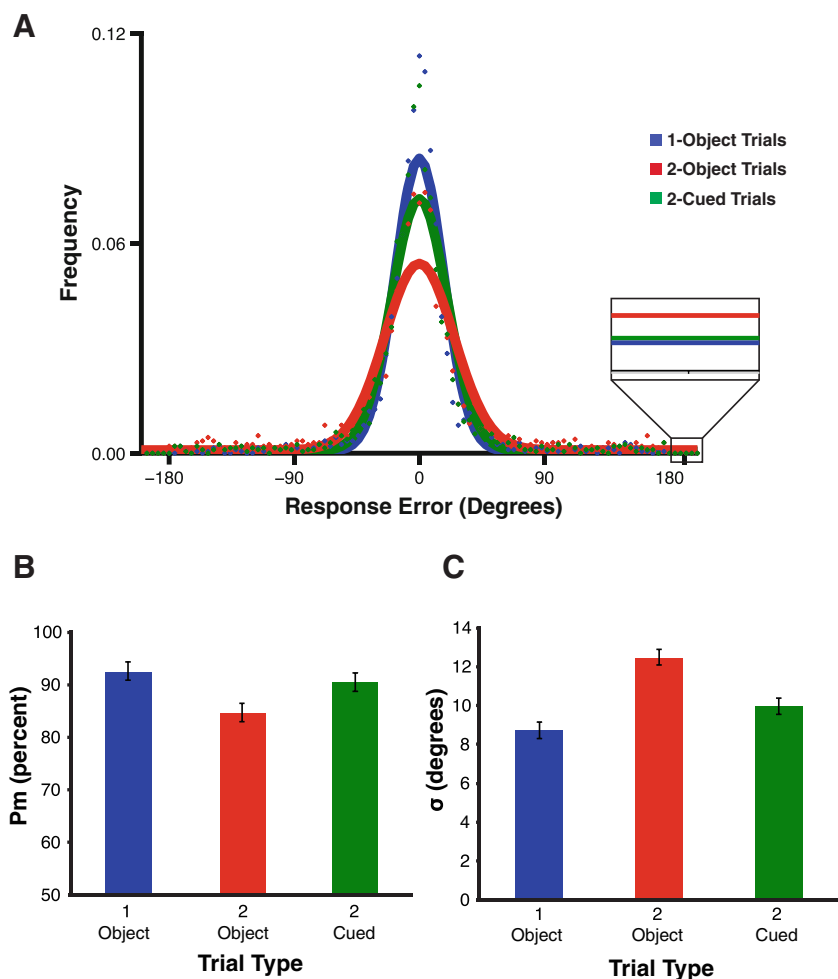 A
0.12
1-Object Trials
2-Object Trials
2-Cued Trials
Frequency
0.06
0.00
−180
−90
0
90
180
Response Error (Degrees)
B
100
90
80
70
60
50
Pm (percent)
1
Object
2
Object
2
Cued
Trial Type
C
14
12
10
8
6
4
2
0
σ (degrees)
1
Object
2
Object
2
Cued
Trial Type